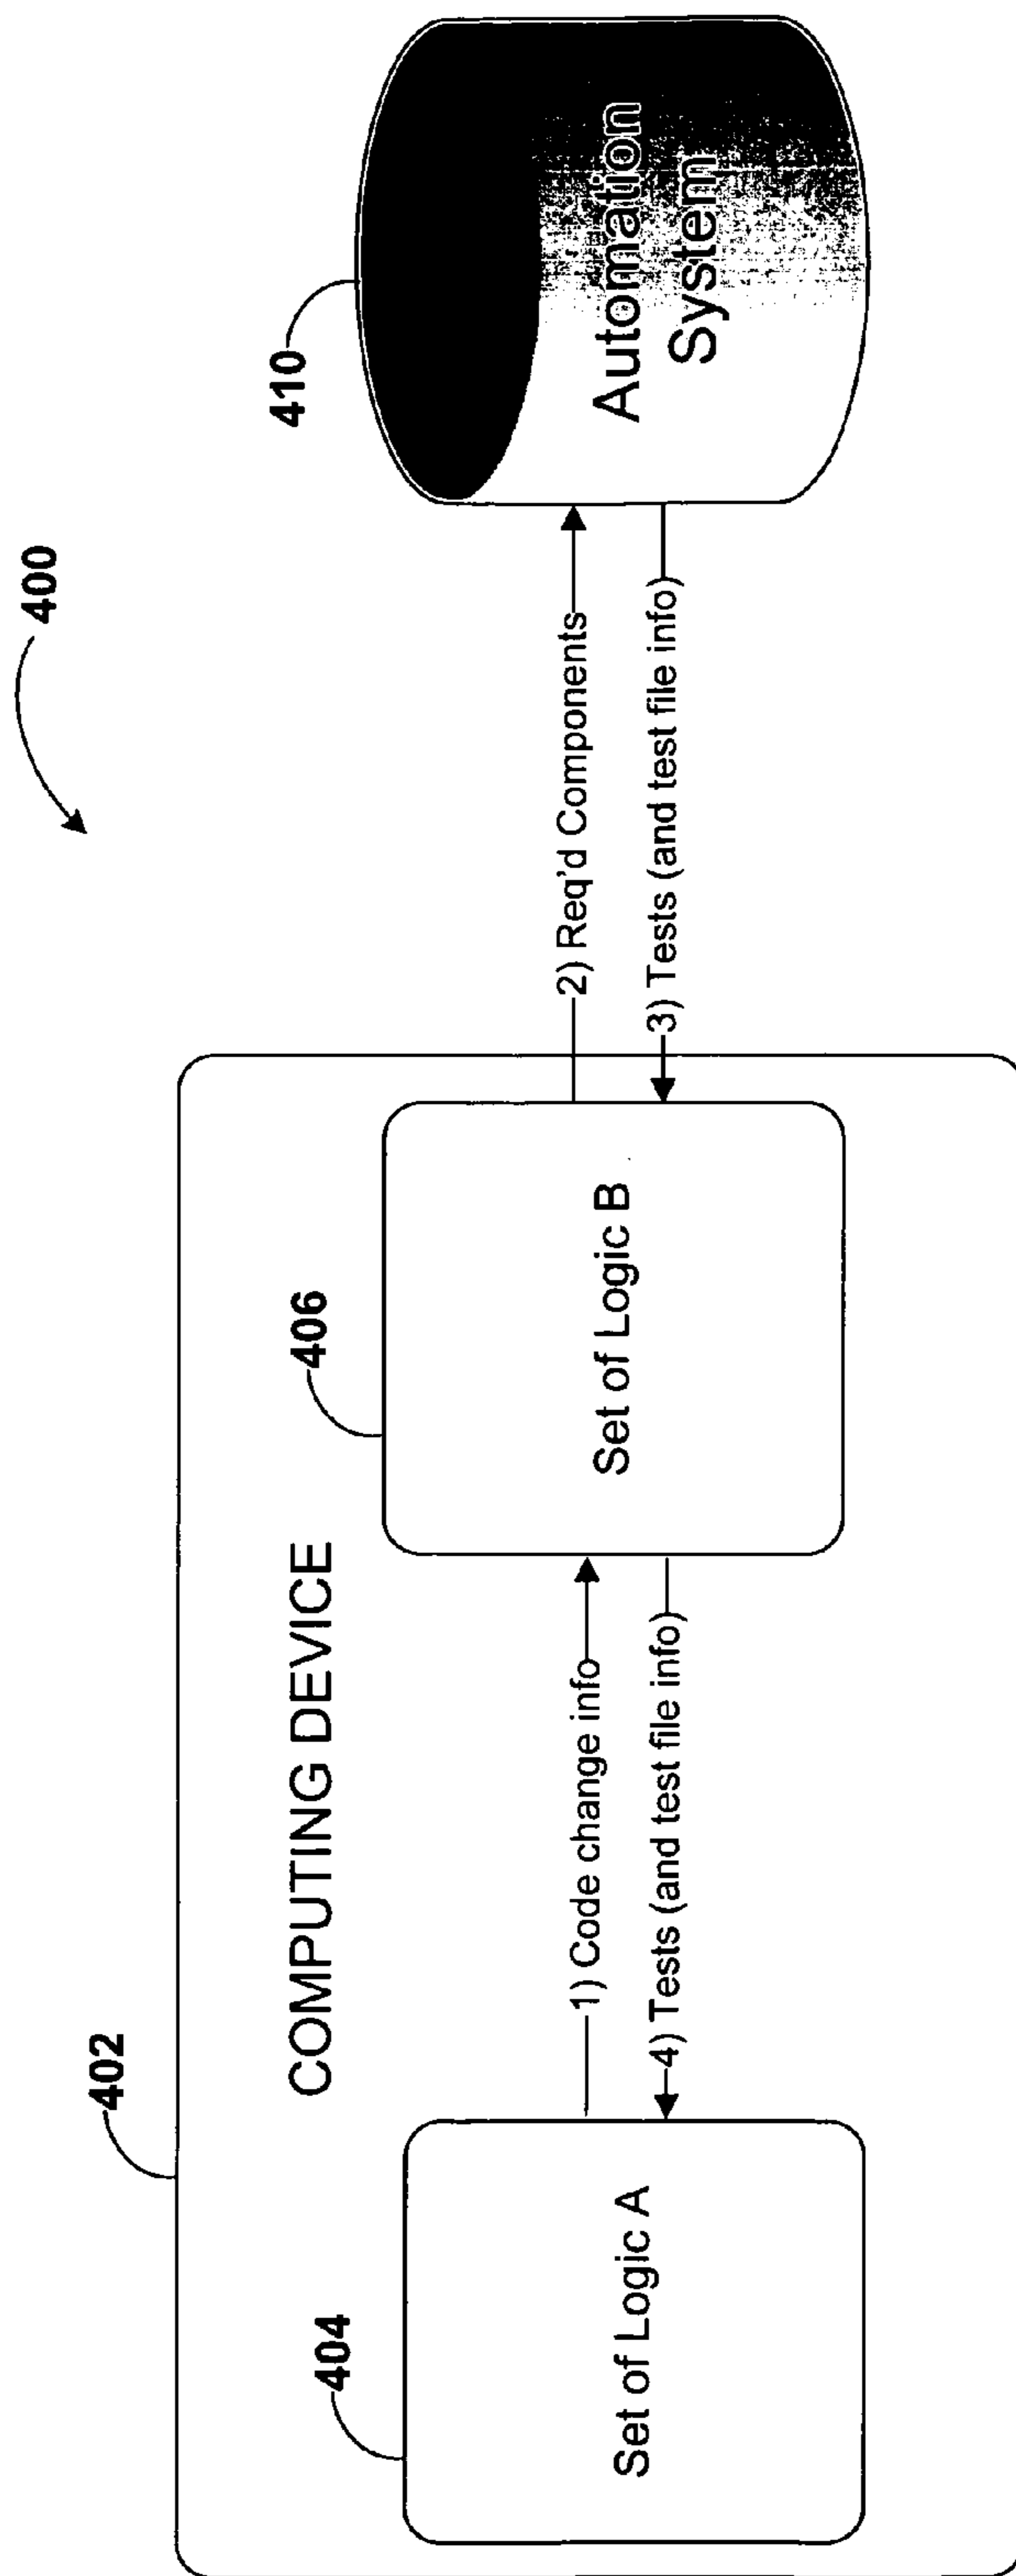 400
402
COMPUTING DEVICE
404
Set of Logic A
1) Code change info
4) Tests (and test file info)
406
Set of Logic B
2) Req'd Components
3) Tests (and test file info)
410
Automation
System